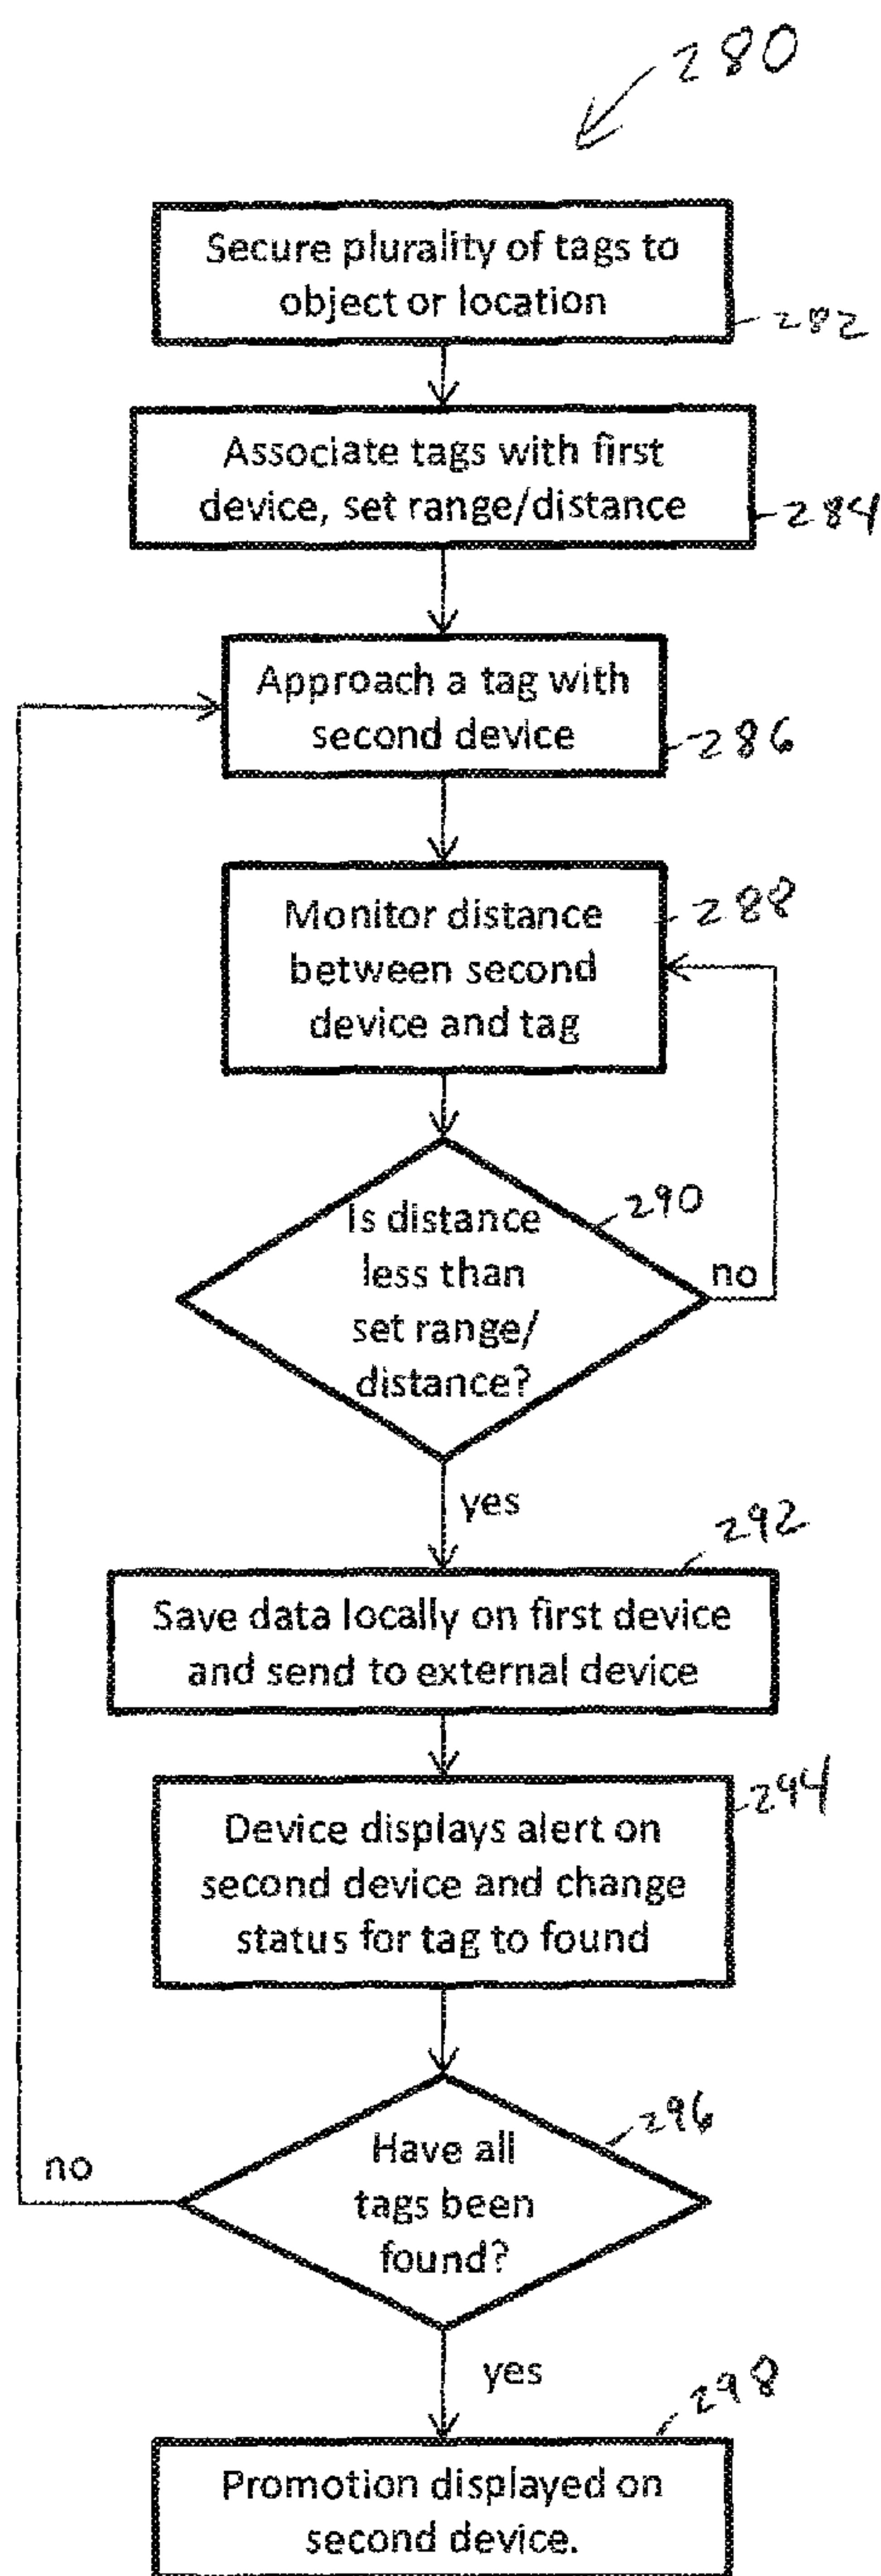 280
Secure plurality of tags to
object or location
282
Associate tags with first
device, set range/distance
284
Approach a tag with
second device
286
Monitor distance
between second
device and tag
288
Is distance
less than
set range/
distance?
290
no
yes
292
Save data locally on first device
and send to external device
Device displays alert on
second device and change
status for tag to found
294
Have all
tags been
found?
296
no
yes
298
Promotion displayed on
second device.